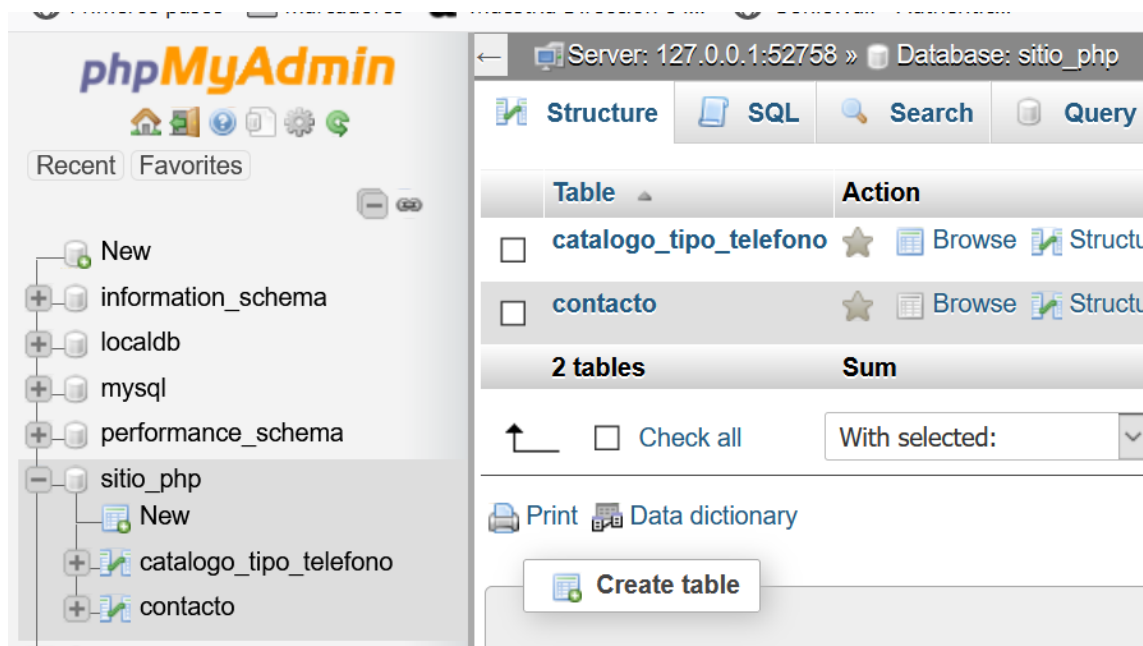 phpMyAdmin
Recent Favorites
New
information_schema
localdb
mysql
performance_schema
sitio_php
New
catalogo_tipo_telefono
contacto
← Server: 127.0.0.1:52758 » Database: sitio_php
Structure SQL Search Query
Table Action
catalogo_tipo_telefono Browse Structu
contacto Browse Structu
2 tables Sum
Check all With selected:
Print Data dictionary
Create table